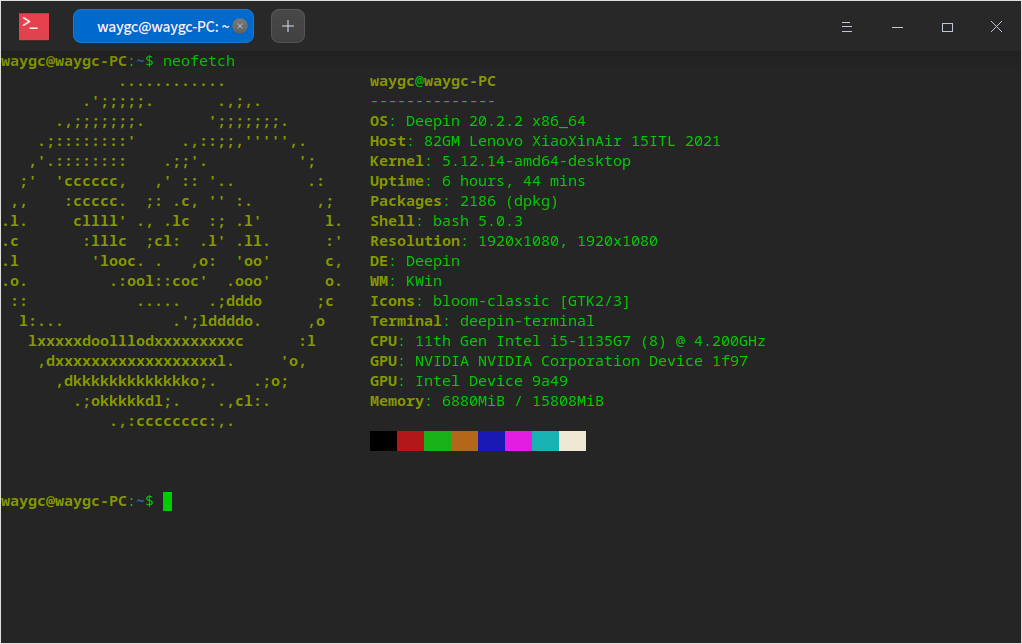 >_
waygc@waygc-PC: ~
waygc@waygc-PC:~$ neofetch
             ............                waygc@waygc-PC
         .';;;;;.       .,;,.            --------------
      .,;;;;;;;.       ';;;;;;;.         OS: Deepin 20.2.2 x86_64
    .;::::::::'     .,::;;,''''',.       Host: 82GM Lenovo XiaoXinAir 15ITL 2021
   ,'.::::::::    .;;'.          ';      Kernel: 5.12.14-amd64-desktop
  ;'  'cccccc,   ,' :: '..        .:     Uptime: 6 hours, 44 mins
 ,,    :ccccc.  ;: .c, '' :.       ,;    Packages: 2186 (dpkg)
.l.     cllll' ., .lc  :; .l'       l.   Shell: bash 5.0.3
.c       :lllc  ;cl:  .l' .ll.      :'   Resolution: 1920x1080, 1920x1080
.l        'looc. .   ,o:  'oo'      c,   DE: Deepin
.o.         .:ool::coc'  .ooo'      o.   WM: KWin
 ::            .....   .;dddo      ;c    Icons: bloom-classic [GTK2/3]
  l:...            .';lddddo.     ,o     Terminal: deepin-terminal
   lxxxxxdoolllodxxxxxxxxxc      :l      CPU: 11th Gen Intel i5-1135G7 (8) @ 4.200GHz
    ,dxxxxxxxxxxxxxxxxxxl.     'o,       GPU: NVIDIA NVIDIA Corporation Device 1f97
      ,dkkkkkkkkkkkkko;.    .;o;         GPU: Intel Device 9a49
        .;okkkkkdl;.    .,cl:.           Memory: 6880MiB / 15808MiB
            .,:cccccccc:,.
waygc@waygc-PC:~$